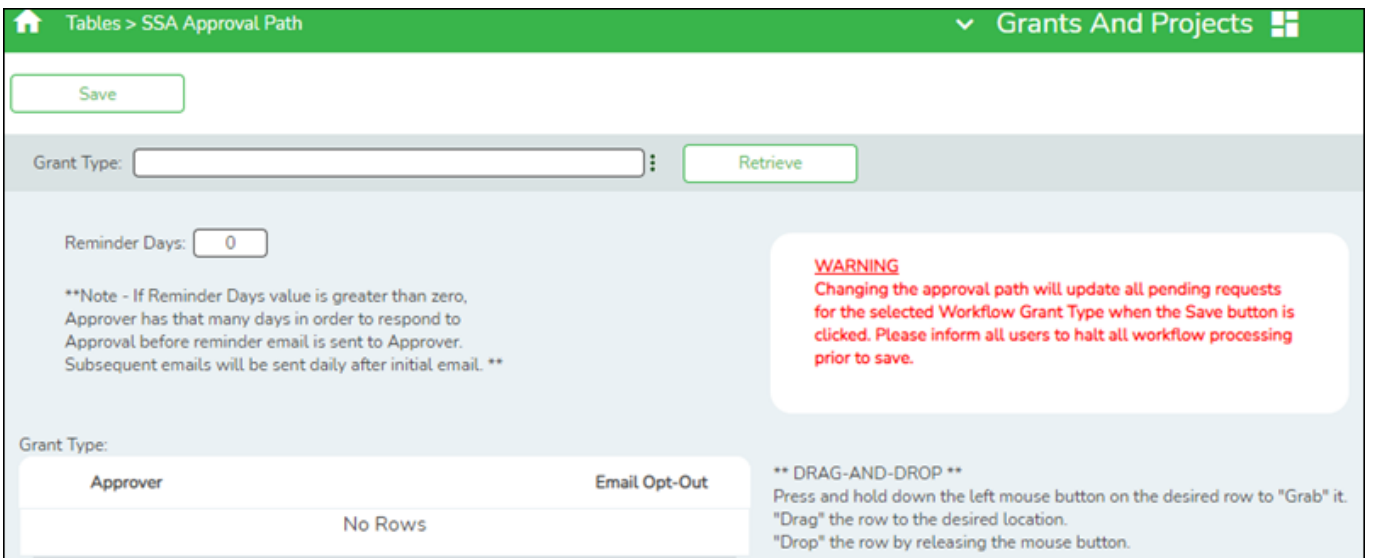 Tables > SSA Approval Path
Grants And Projects
Save
Grant Type:
Retrieve
Reminder Days: 0
**Note - If Reminder Days value is greater than zero,
Approver has that many days in order to respond to
Approval before reminder email is sent to Approver.
Subsequent emails will be sent daily after initial email. **
WARNING
Changing the approval path will update all pending requests
for the selected Workflow Grant Type when the Save button is
clicked. Please inform all users to halt all workflow processing
prior to save.
Grant Type:
Approver Email Opt-Out
No Rows
** DRAG-AND-DROP **
Press and hold down the left mouse button on the desired row to "Grab" it.
"Drag" the row to the desired location.
"Drop" the row by releasing the mouse button.